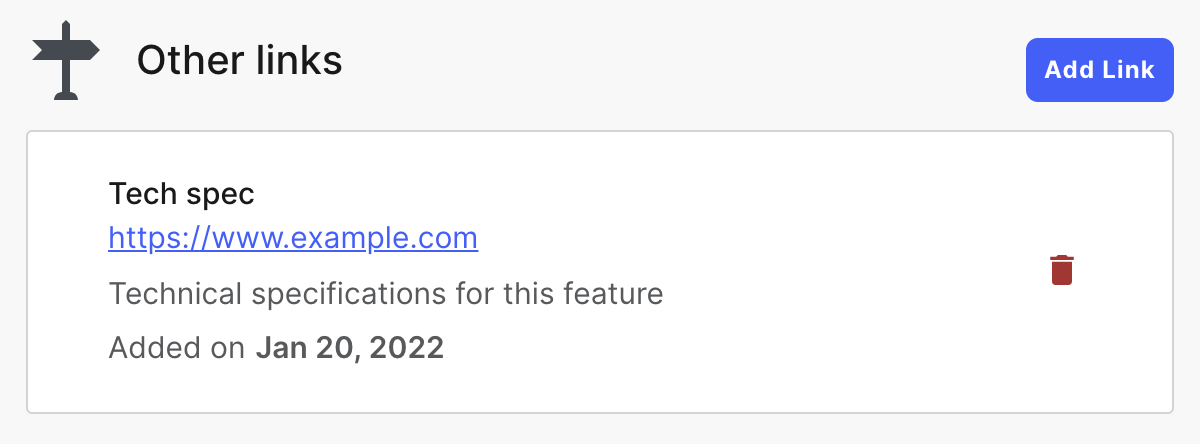 Other links
Add Link
Tech spec
https://www.example.com
Technical specifications for this feature
Added on Jan 20, 2022